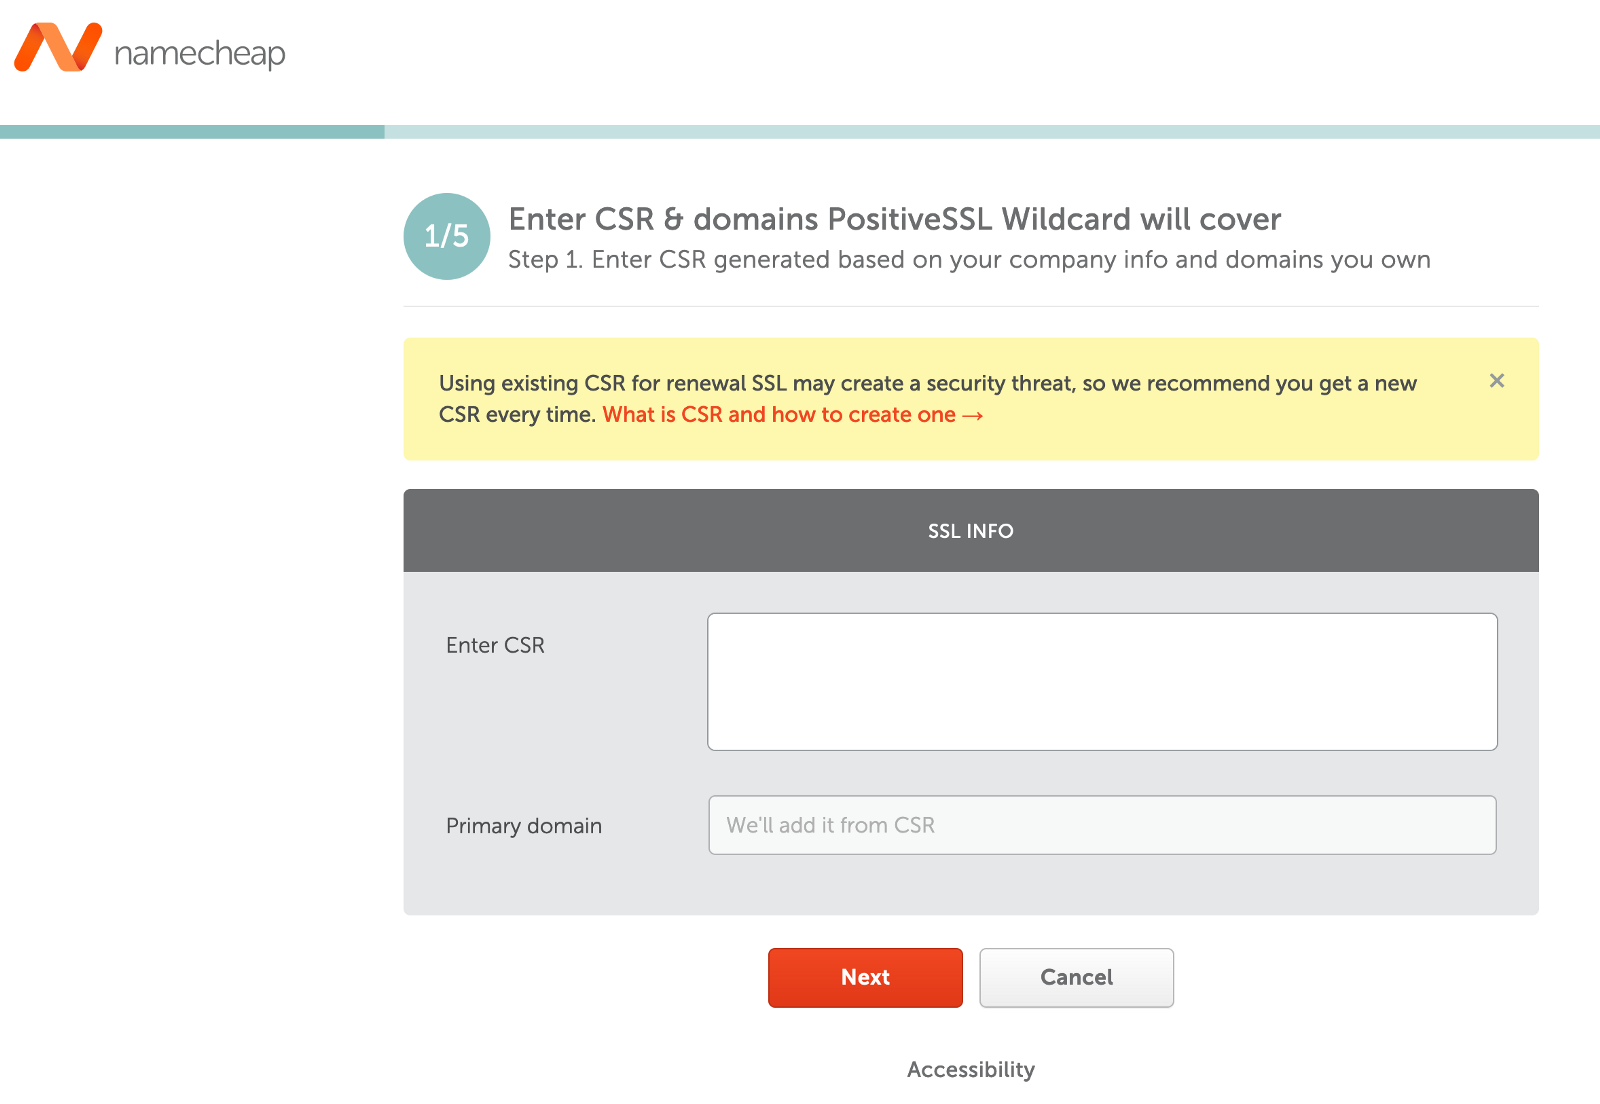 namecheap
1/5
Enter CSR & domains PositiveSSL Wildcard will cover
Step 1. Enter CSR generated based on your company info and domains you own
Using existing CSR for renewal SSL may create a security threat, so we recommend you get a new
CSR every time. What is CSR and how to create one →
×
SSL INFO
Enter CSR
Primary domain
We'll add it from CSR
Next
Cancel
Accessibility